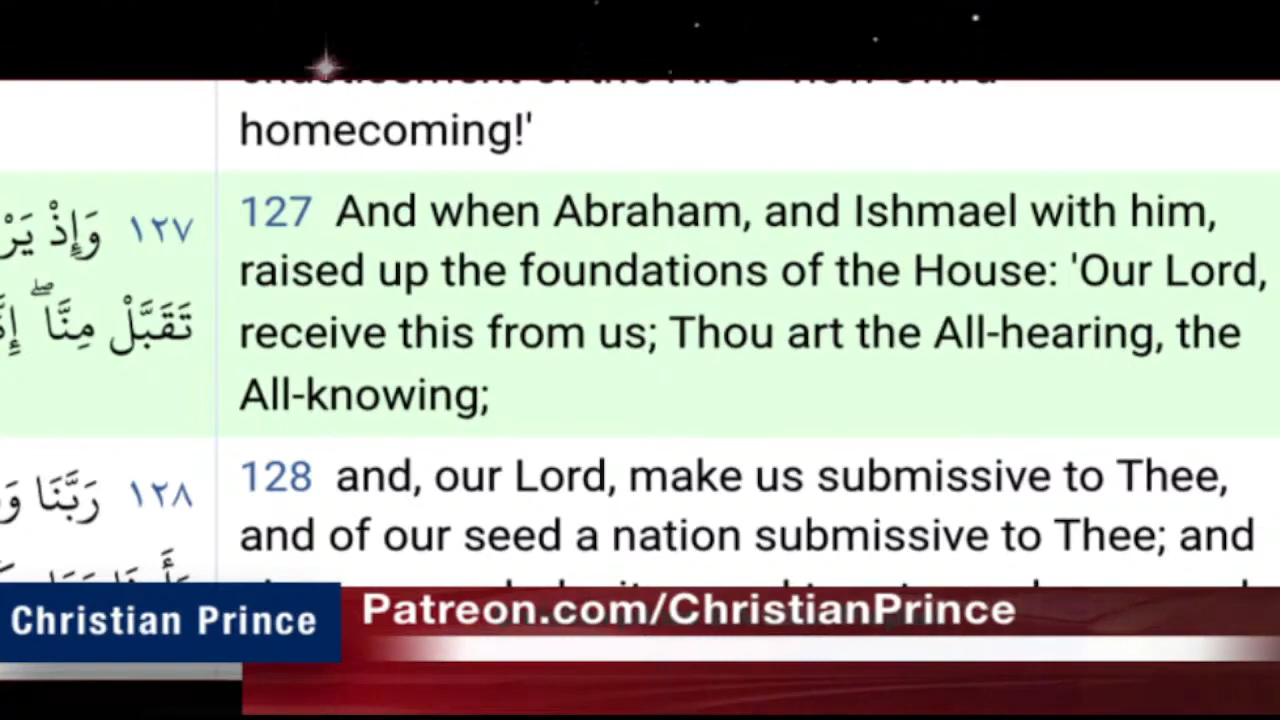 homecoming!'
١٢٧ وَإِذْ
127 And when Abraham, and Ishmael with him,
raised up the foundations of the House: 'Our Lord,
تَقَبَّلْ مِنَّا ۖ
receive this from us; Thou art the All-hearing, the
All-knowing;
١٢٨ رَبَّنَا
128 and, our Lord, make us submissive to Thee,
and of our seed a nation submissive to Thee; and
Christian Prince
Patreon.com/ChristianPrince